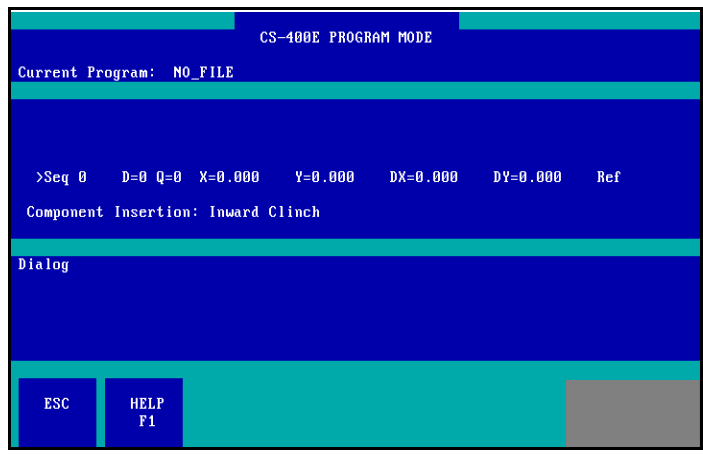 CS-400E PROGRAM MODE
Current Program: NO_FILE
>Seq 0 D=0 Q=0 X=0.000 Y=0.000 DX=0.000 DY=0.000 Ref
Component Insertion: Inward Clinch
Dialog
ESC HELP
F1